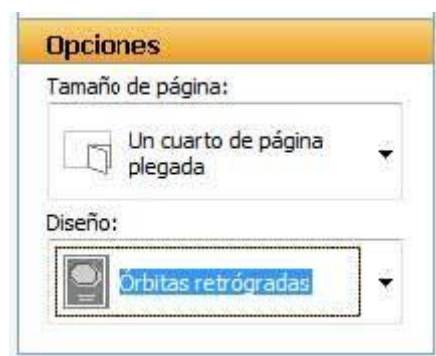 Opciones
Tamaño de página:
Un cuarto de página
plegada
Diseño:
Órbitas retrógradas